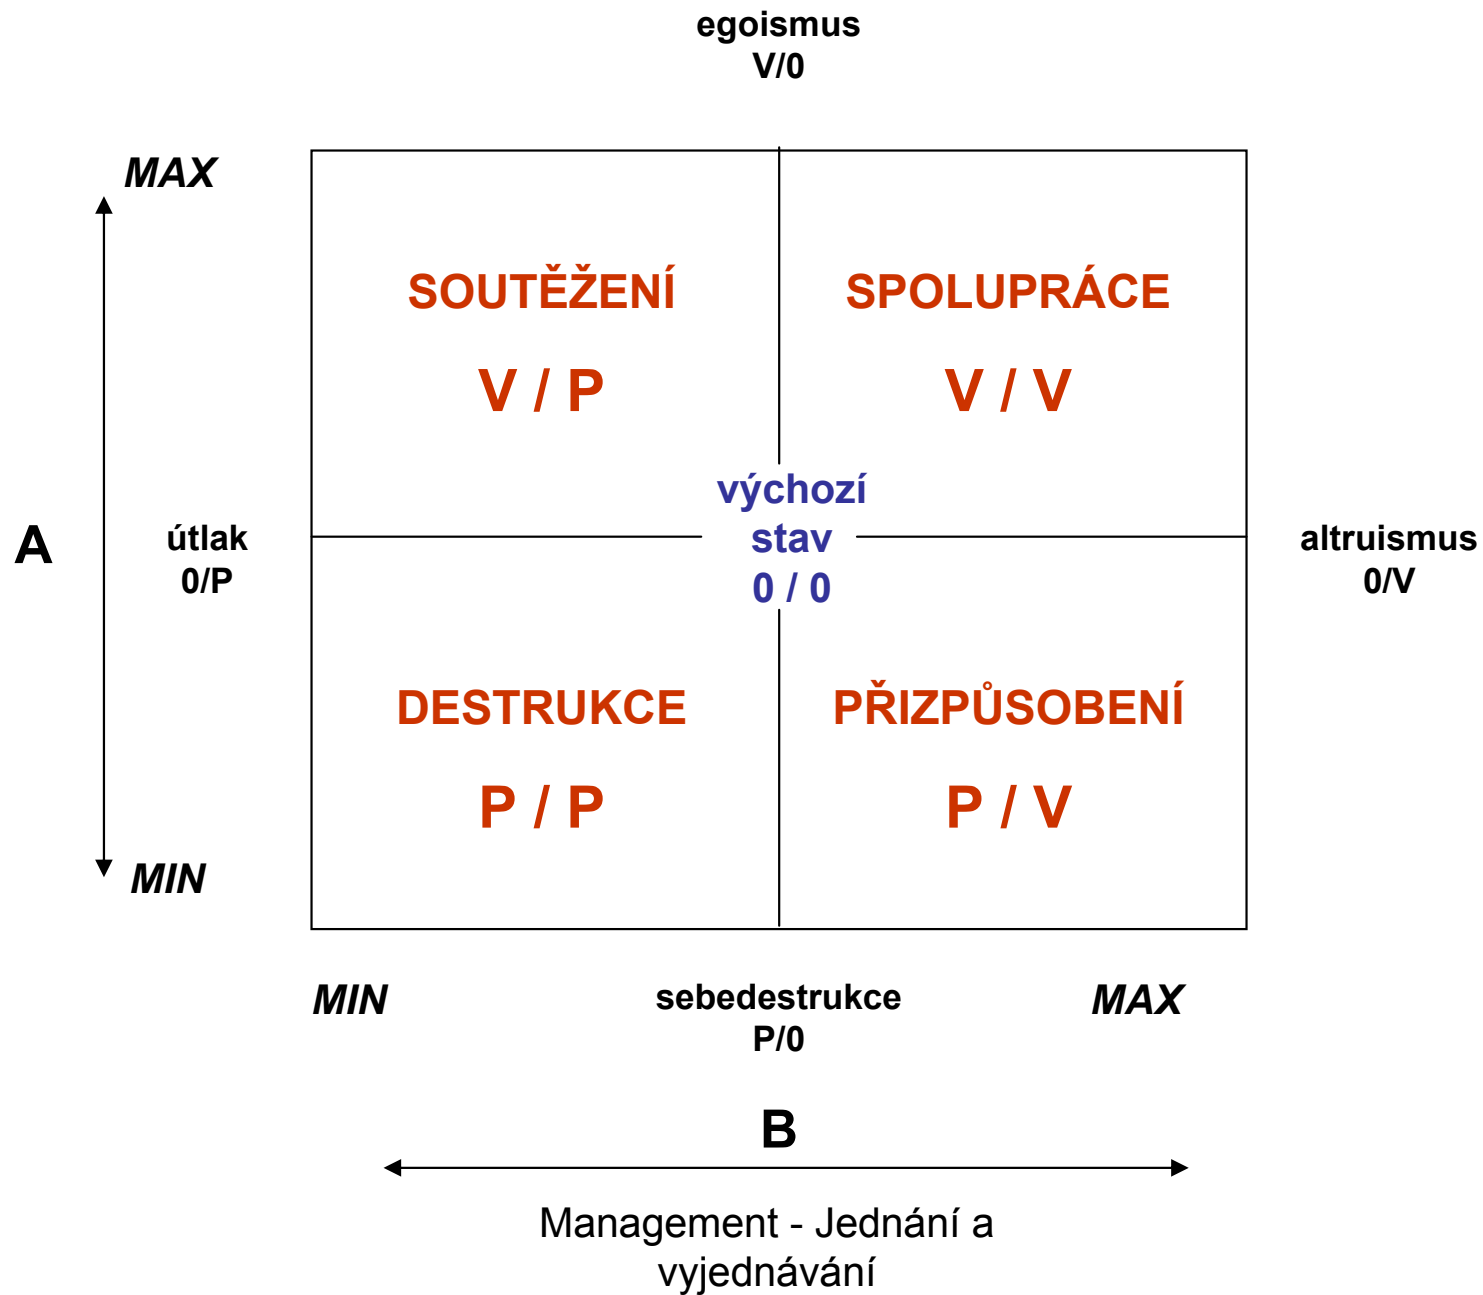 egoismus
V/0
MAX
SOUTĚŽENÍ
SPOLUPRÁCE
V / P
V / V
výchozí
stav
0 / 0
A
útlak
0/P
altruismus
0/V
DESTRUKCE
PŘIZPŮSOBENÍ
P / P
P / V
MIN
MIN
sebedestrukce
P/0
MAX
B
Management - Jednání a
vyjednávání